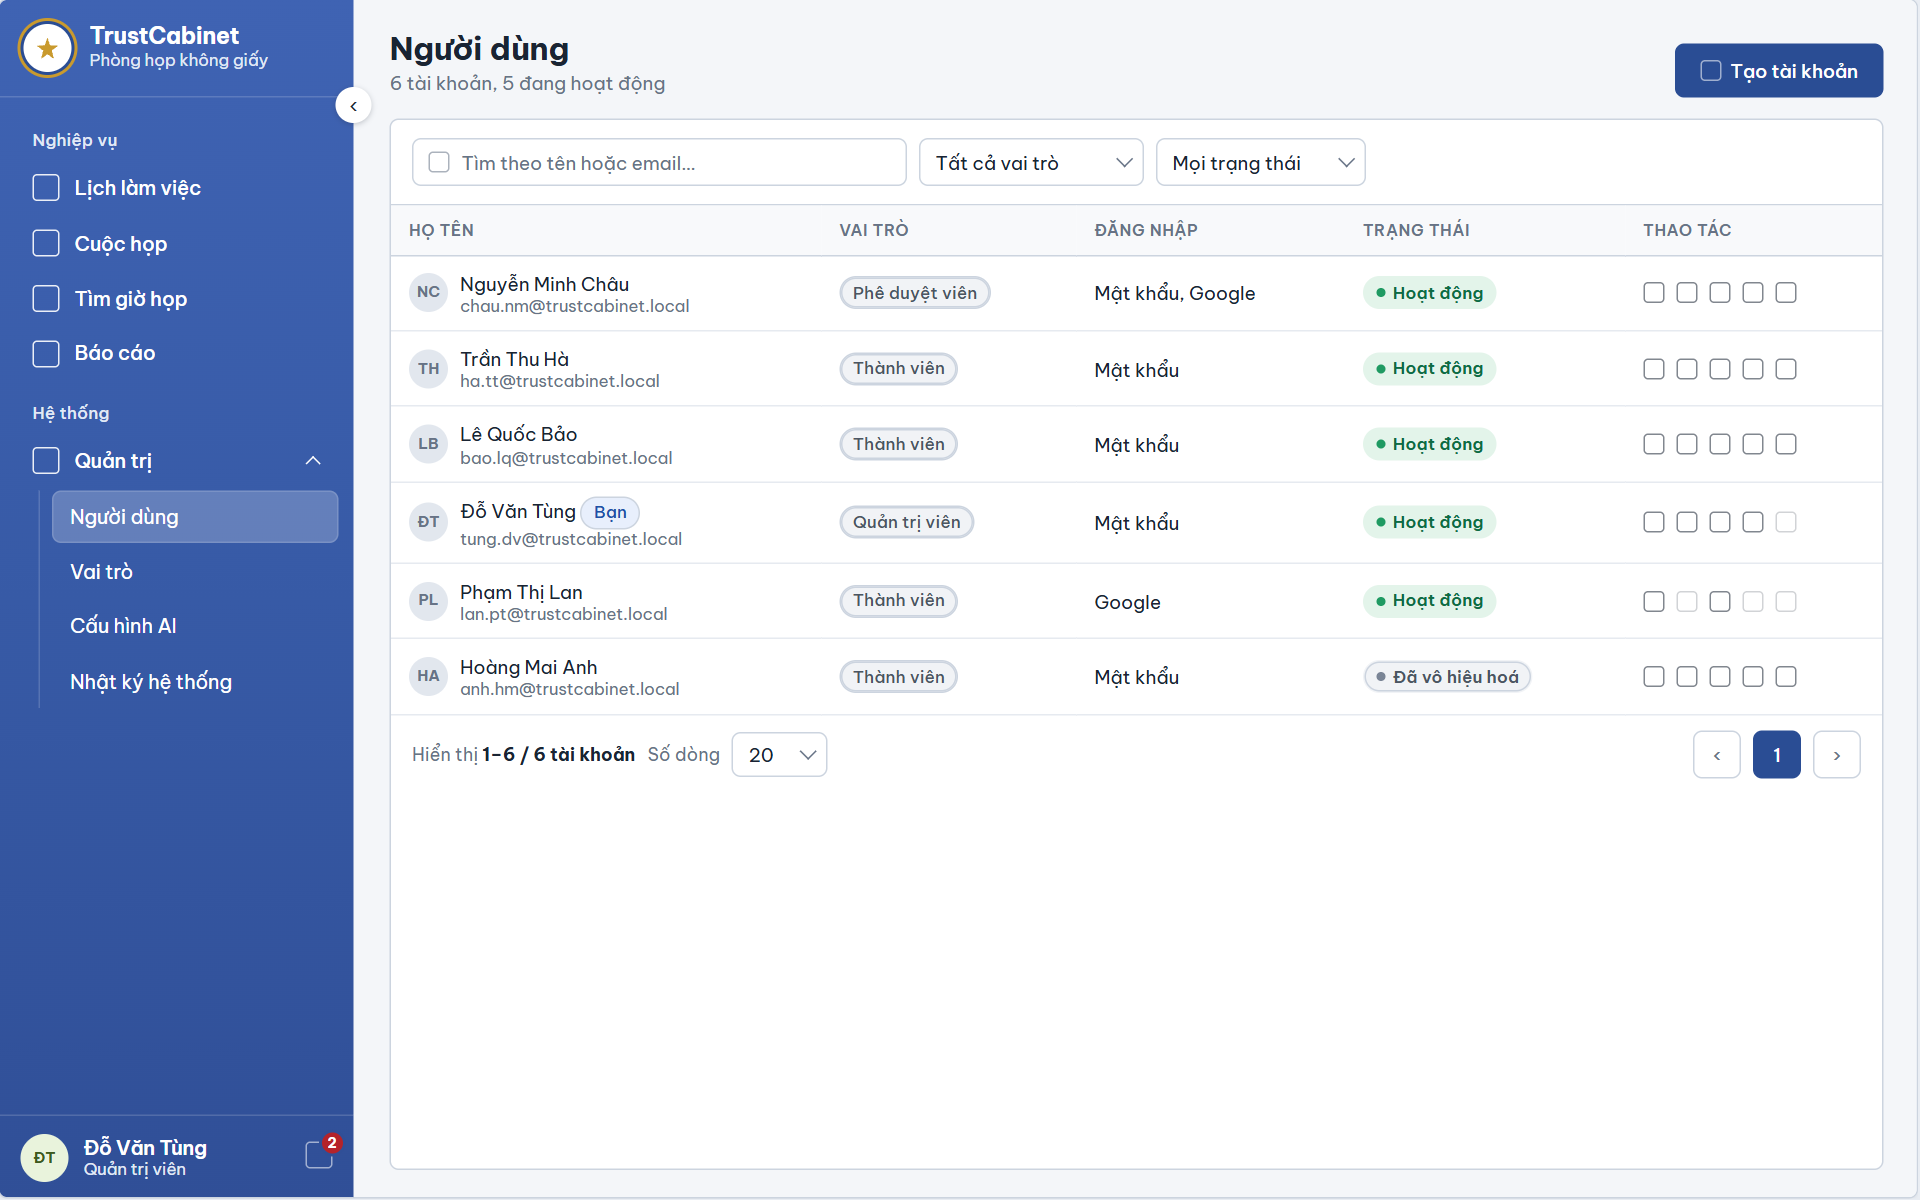 TrustCabinet
Phòng họp không giấy
Nghiệp vụ
Lịch làm việc
Cuộc họp
Tìm giờ họp
Báo cáo
Hệ thống
Quản trị
Người dùng
Vai trò
Cấu hình AI
Nhật ký hệ thống
ĐT
Đỗ Văn Tùng
Quản trị viên
2
Người dùng
6 tài khoản, 5 đang hoạt động
Tạo tài khoản
Tìm theo tên hoặc email...
Tất cả vai trò
Mọi trạng thái
HỌ TÊN VAI TRÒ ĐĂNG NHẬP TRẠNG THÁI THAO TÁC
NC Nguyễn Minh Châu Phê duyệt viên Mật khẩu, Google Hoạt động
chau.nm@trustcabinet.local
TH Trần Thu Hà Thành viên Mật khẩu Hoạt động
ha.tt@trustcabinet.local
LB Lê Quốc Bảo Thành viên Mật khẩu Hoạt động
bao.lq@trustcabinet.local
ĐT Đỗ Văn Tùng Bạn Quản trị viên Mật khẩu Hoạt động
tung.dv@trustcabinet.local
PL Phạm Thị Lan Thành viên Google Hoạt động
lan.pt@trustcabinet.local
HA Hoàng Mai Anh Thành viên Mật khẩu Đã vô hiệu hoá
anh.hm@trustcabinet.local
Hiển thị 1–6 / 6 tài khoản Số dòng 20 ‹ 1 ›